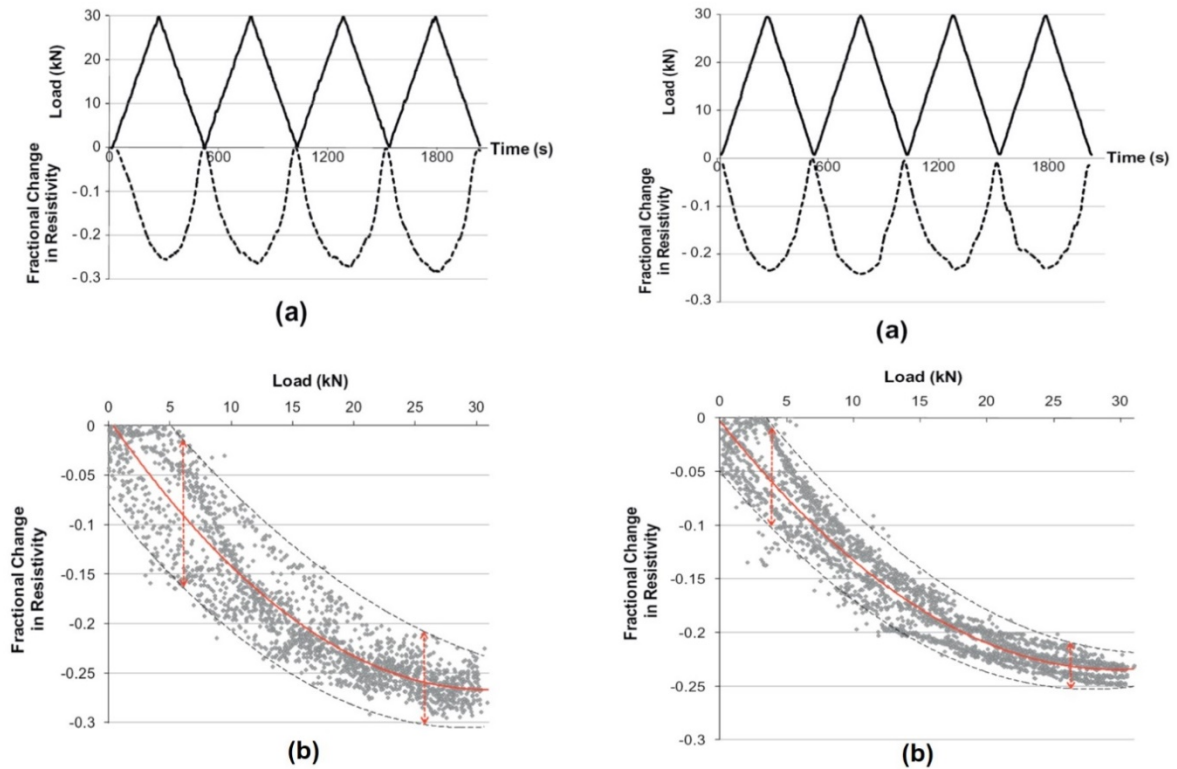 30
20
10
0
- 0.1
- 0.2
- 0.3
Load (kN)
Fractional Change
in Resistivity
0
600
1200
1800
Time (s)
(a)
30
20
10
0
- 0.1
- 0.2
-0.3
Load (kN)
Fractional Change
in Resistivity
0
600
1200
1800
Time (s)
(a)
Load (kN)
0 5 10 15 20 25 30
0
-0.05
-0.1
-0.15
-0.2
-0.25
-0.3
Fractional Change
in Resistivity
(b)
Load (kN)
0 5 10 15 20 25 30
0
-0.05
-0.1
-0.15
-0.2
-0.25
-0.3
Fractional Change
in Resistivity
(b)